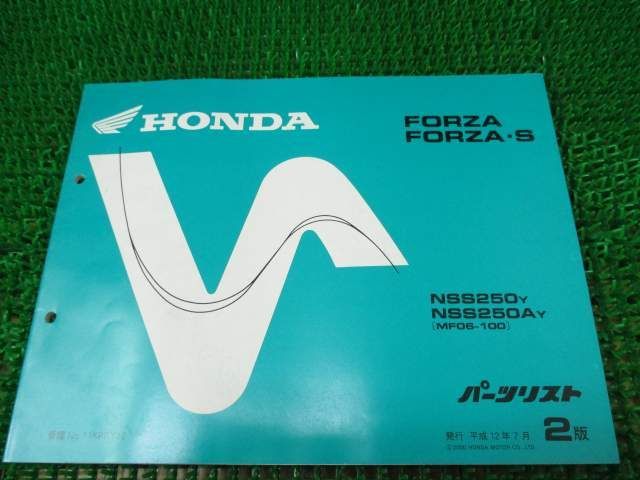 HONDA
FORZA
FORZA・S
NSS250Y
NSS250AY
(MF06-100)
パーツリスト
発行 平成12年7月 2版
©2000 HONDA MOTOR CO., LTD.